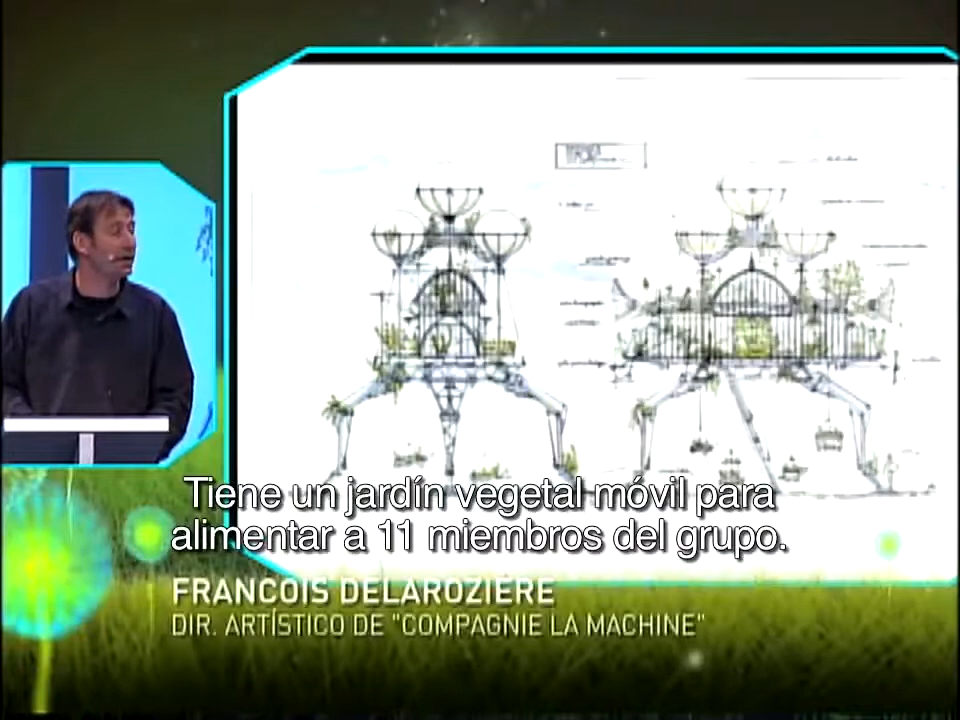 Tiene un jardín vegetal móvil para
alimentar a 11 miembros del grupo.
FRANCOIS DELAROZIERE
DIR. ARTÍSTICO DE "COMPAGNIE LA MACHINE"